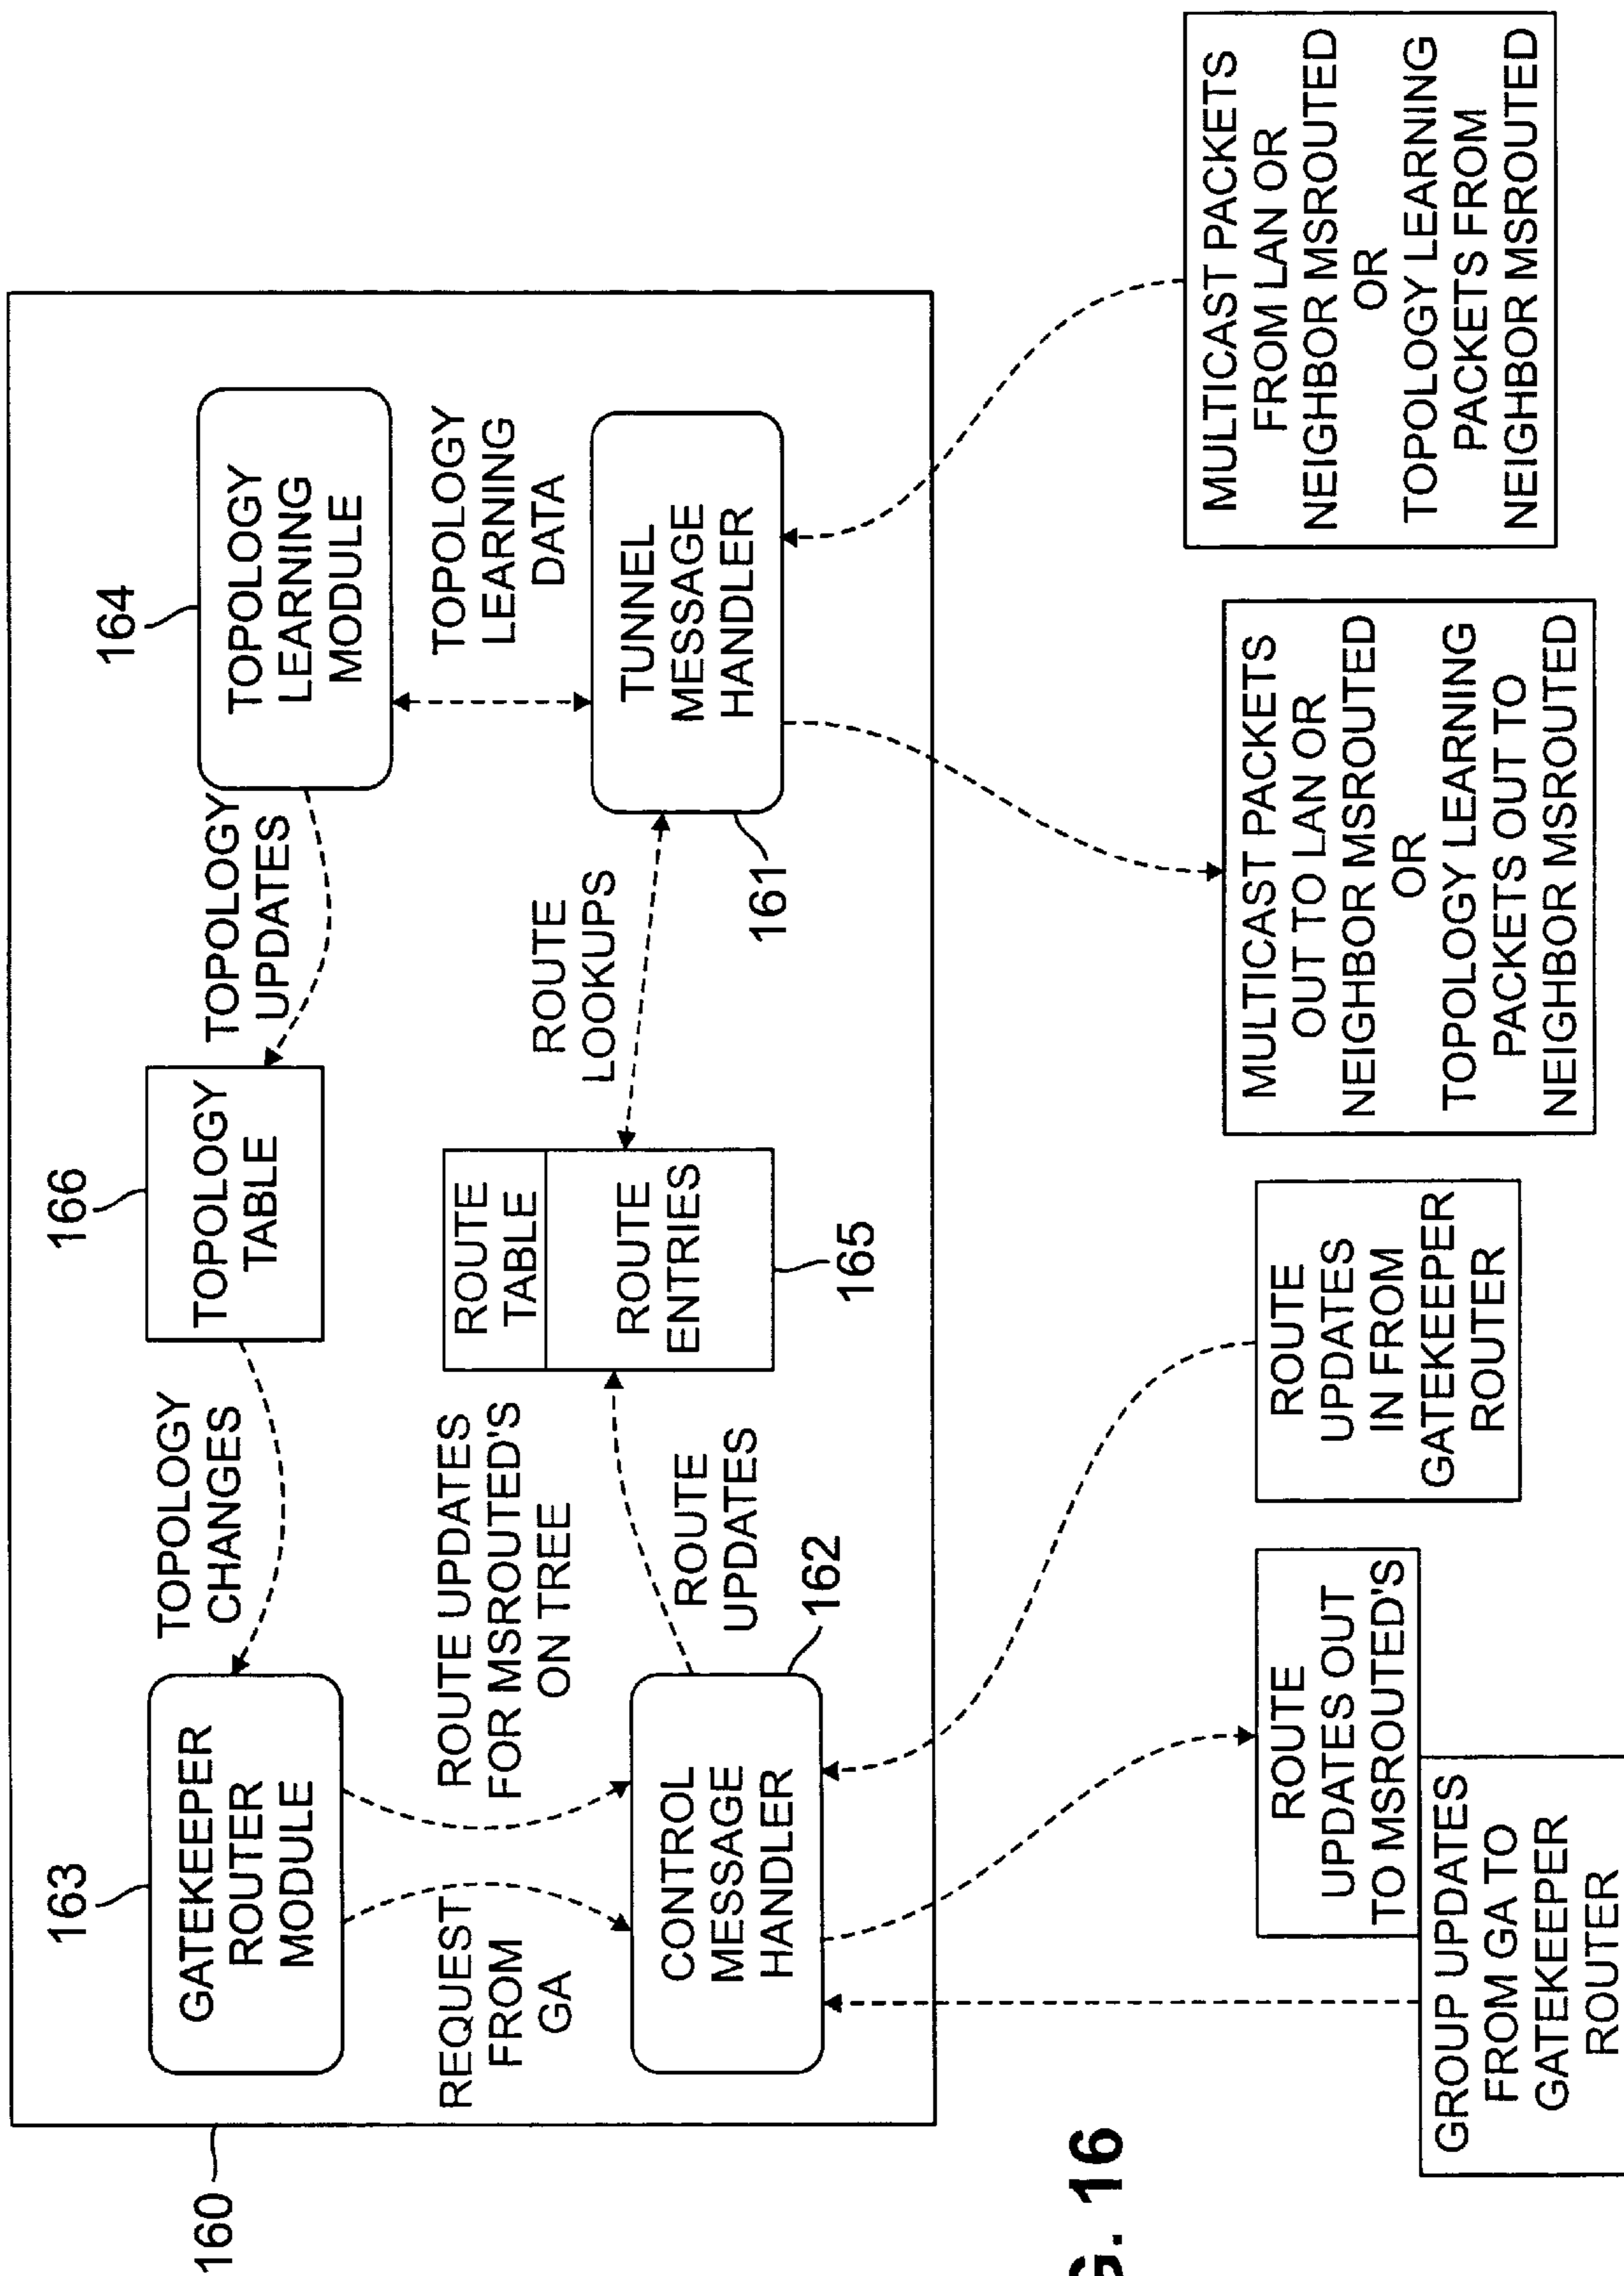 160
163
GATEKEEPER
ROUTER
MODULE
TOPOLOGY
CHANGES
166
TOPOLOGY
TABLE
TOPOLOGY
UPDATES
164
TOPOLOGY
LEARNING
MODULE
REQUEST
FROM
GA
ROUTE UPDATES
FOR MSROUTED'S
ON TREE
ROUTE
TABLE
ROUTE
ENTRIES
165
ROUTE
LOOKUPS
TOPOLOGY
LEARNING
DATA
CONTROL
MESSAGE
HANDLER
162
ROUTE
UPDATES
TUNNEL
MESSAGE
HANDLER
161
GROUP UPDATES
FROM GA TO
GATEKEEPER
ROUTER
ROUTE
UPDATES OUT
TO MSROUTED'S
ROUTE
UPDATES
IN FROM
GATEKEEPER
ROUTER
MULTICAST PACKETS
OUT TO LAN OR
NEIGHBOR MSROUTED
OR
TOPOLOGY LEARNING
PACKETS OUT TO
NEIGHBOR MSROUTED
MULTICAST PACKETS
FROM LAN OR
NEIGHBOR MSROUTED
OR
TOPOLOGY LEARNING
PACKETS FROM
NEIGHBOR MSROUTED
G. 16